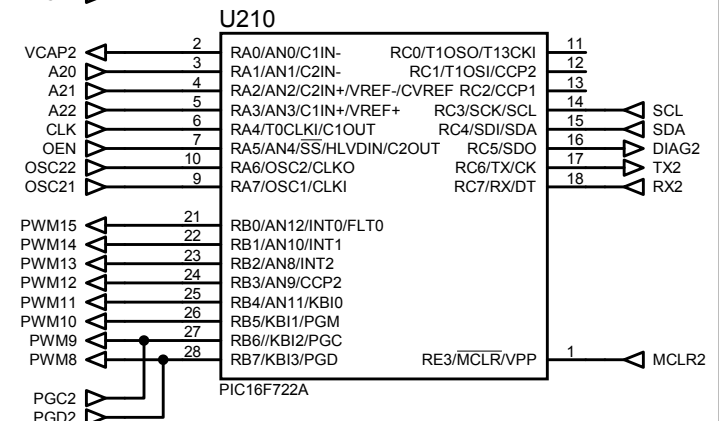 U210
VCAP2 2 RA0/AN0/C1IN- RC0/T1OSO/T13CKI 11
A20 3 RA1/AN1/C2IN- RC1/T1OSI/CCP2 12
A21 4 RA2/AN2/C2IN+/VREF-/CVREF RC2/CCP1 13
A22 5 RA3/AN3/C1IN+/VREF+ RC3/SCK/SCL 14 SCL
CLK 6 RA4/T0CLKI/C1OUT RC4/SDI/SDA 15 SDA
OEN 7 RA5/AN4/SS/HLVDIN/C2OUT RC5/SDO 16 DIAG2
OSC22 10 RA6/OSC2/CLKO RC6/TX/CK 17 TX2
OSC21 9 RA7/OSC1/CLKI RC7/RX/DT 18 RX2
PWM15 21 RB0/AN12/INT0/FLT0
PWM14 22 RB1/AN10/INT1
PWM13 23 RB2/AN8/INT2
PWM12 24 RB3/AN9/CCP2
PWM11 25 RB4/AN11/KBI0
PWM10 26 RB5/KBI1/PGM
PWM9 27 RB6//KBI2/PGC
PWM8 28 RB7/KBI3/PGD RE3/MCLR/VPP 1 MCLR2
PIC16F722A
PGC2
PGD2